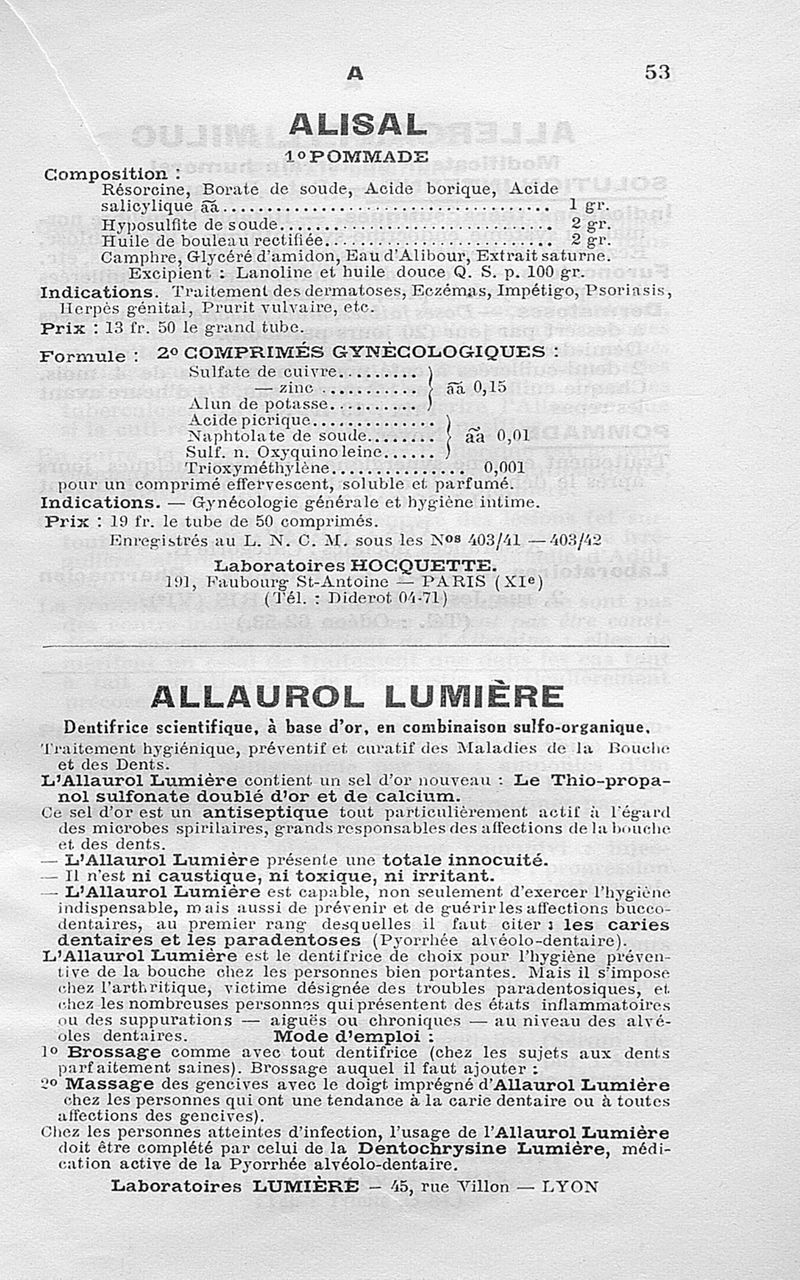 A 53
ALISAL
1º POMMADE
Composition :
Résorcine, Borate de soude, Acide borique, Acide
salicylique ãã........................................ 1 gr.
Hyposulfite de soude................................ 2 gr.
Huile de bouleau rectifiée........................... 2 gr.
Camphre, Glycéré d'amidon, Eau d'Alibour, Extrait saturne.
Excipient : Lanoline et huile douce Q. S. p. 100 gr.
Indications. Traitement des dermatoses, Eczémas, Impétigo, Psoriasis,
Herpès génital, Prurit vulvaire, etc.
Prix : 13 fr. 50 le grand tube.
Formule : 2º COMPRIMÉS GYNÉCOLOGIQUES :
Sulfate de cuivre.......... )
— zinc ............ } ãã 0,15
Alun de potasse........... )
Acide picrique............... )
Naphtolate de soude........ } ãã 0,01
Sulf. n. Oxyquinoleine...... )
Trioxyméthylène................ 0,001
pour un comprimé effervescent, soluble et parfumé.
Indications. — Gynécologie générale et hygiène intime.
Prix : 19 fr. le tube de 50 comprimés.
Enregistrés au L. N. C. M. sous les Nos 403/41 — 403/42
Laboratoires HOCQUETTE.
191, Faubourg St-Antoine — PARIS (XIe)
(Tél. : Diderot 04-71)
ALLAUROL LUMIÈRE
Dentifrice scientifique, à base d'or, en combinaison sulfo-organique.
Traitement hygiénique, préventif et curatif des Maladies de la Bouche
et des Dents.
L'Allaurol Lumière contient un sel d'or nouveau : Le Thio-propa-
nol sulfonate doublé d'or et de calcium.
Ce sel d'or est un antiseptique tout particulièrement actif à l'égard
des microbes spirilaires, grands responsables des affections de la bouche
et des dents.
— L'Allaurol Lumière présente une totale innocuité.
— Il n'est ni caustique, ni toxique, ni irritant.
— L'Allaurol Lumière est capable, non seulement d'exercer l'hygiène
indispensable, mais aussi de prévenir et de guérir les affections bucco-
dentaires, au premier rang desquelles il faut citer : les caries
dentaires et les paradentoses (Pyorrhée alvéolo-dentaire).
L'Allaurol Lumière est le dentifrice de choix pour l'hygiène préven-
tive de la bouche chez les personnes bien portantes. Mais il s'impose
chez l'arthritique, victime désignée des troubles paradentosiques, et
chez les nombreuses personnes qui présentent des états inflammatoires
ou des suppurations — aiguës ou chroniques — au niveau des alvé-
oles dentaires. Mode d'emploi :
1º Brossage comme avec tout dentifrice (chez les sujets aux dents
parfaitement saines). Brossage auquel il faut ajouter :
2º Massage des gencives avec le doigt imprégné d'Allaurol Lumière
chez les personnes qui ont une tendance à la carie dentaire ou à toutes
affections des gencives).
Chez les personnes atteintes d'infection, l'usage de l'Allaurol Lumière
doit être complété par celui de la Dentochrysine Lumière, médi-
cation active de la Pyorrhée alvéolo-dentaire.
Laboratoires LUMIÈRE — 45, rue Villon — LYON